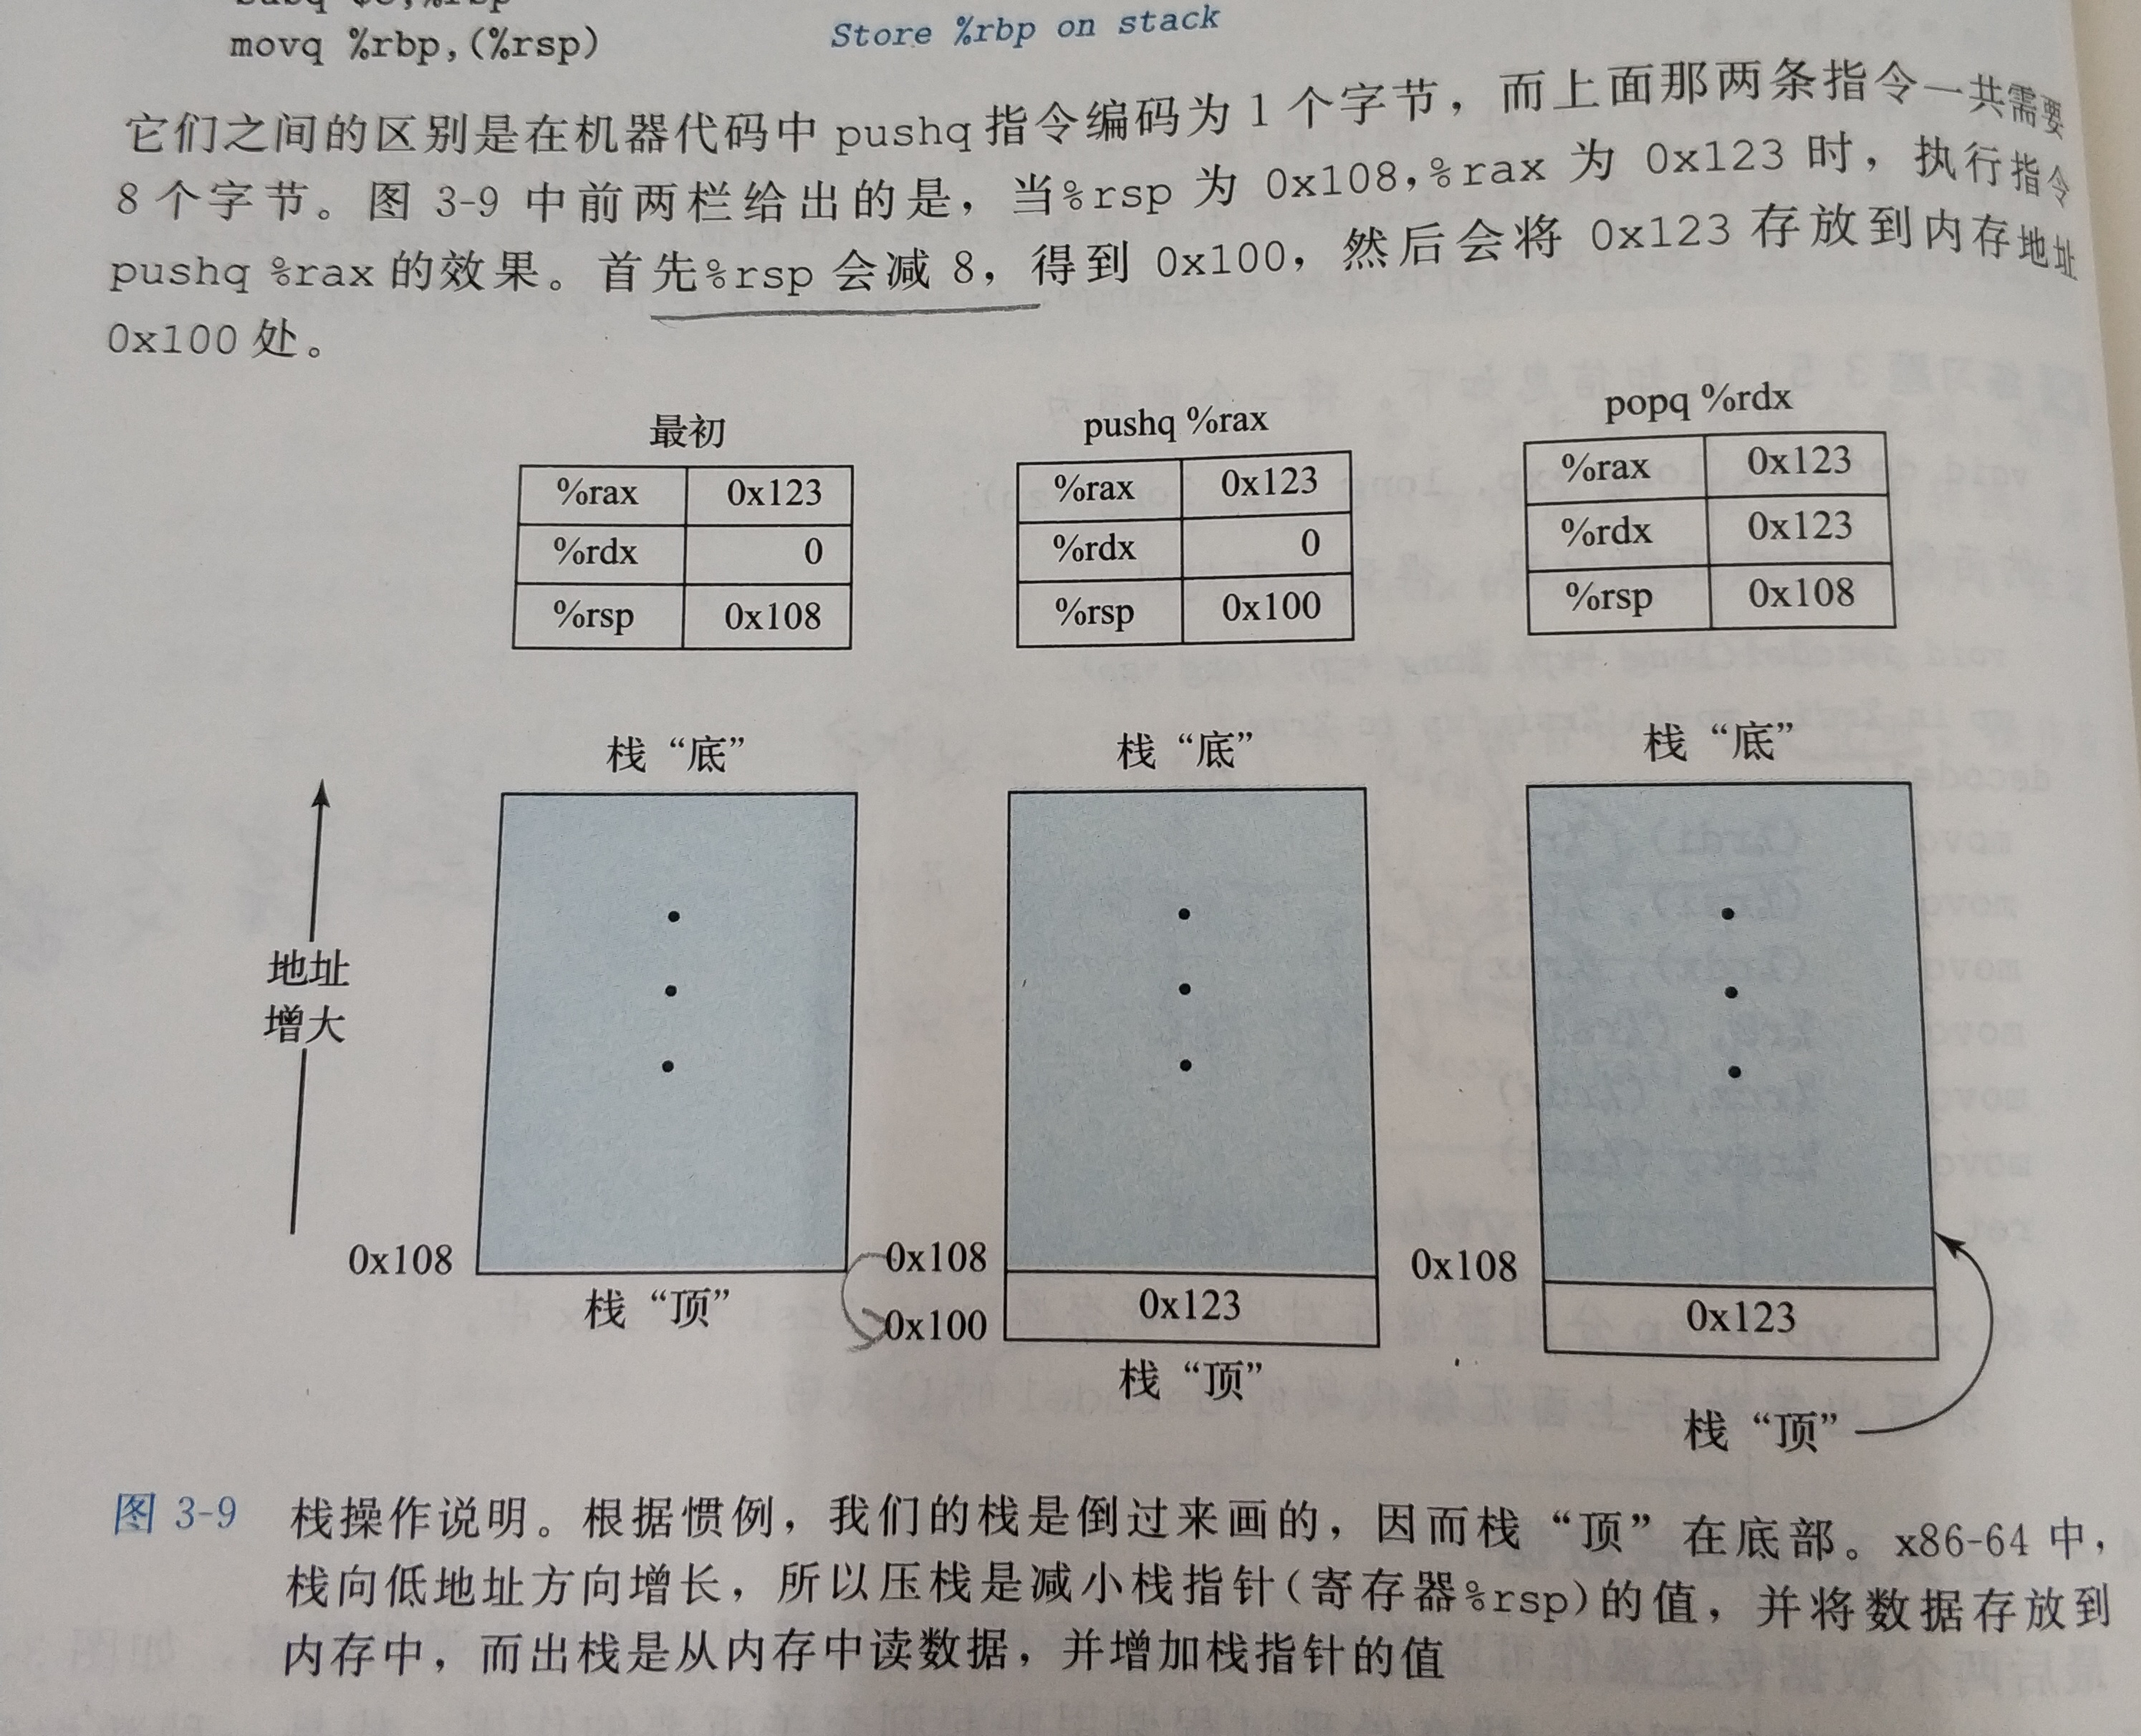 movq %rbp,(%rsp)
Store %rbp on stack
它们之间的区别是在机器代码中 pushq 指令编码为 1 个字节，而上面那两条指令一共需要
8 个字节。图 3-9 中前两栏给出的是，当%rsp 为 0x108,%rax 为 0x123 时，执行指令
pushq %rax 的效果。首先%rsp 会减 8，得到 0x100，然后会将 0x123 存放到内存地址
0x100 处。
最初
%rax 0x123
%rdx 0
%rsp 0x108
pushq %rax
%rax 0x123
%rdx 0
%rsp 0x100
popq %rdx
%rax 0x123
%rdx 0x123
%rsp 0x108
地址
增大
栈“底”
0x108
栈“顶”
栈“底”
0x108
0x100
0x123
栈“顶”
栈“底”
0x108
0x123
栈“顶”
图 3-9 栈操作说明。根据惯例，我们的栈是倒过来画的，因而栈“顶”在底部。x86-64 中，
栈向低地址方向增长，所以压栈是减小栈指针(寄存器%rsp)的值，并将数据存放到
内存中，而出栈是从内存中读数据，并增加栈指针的值